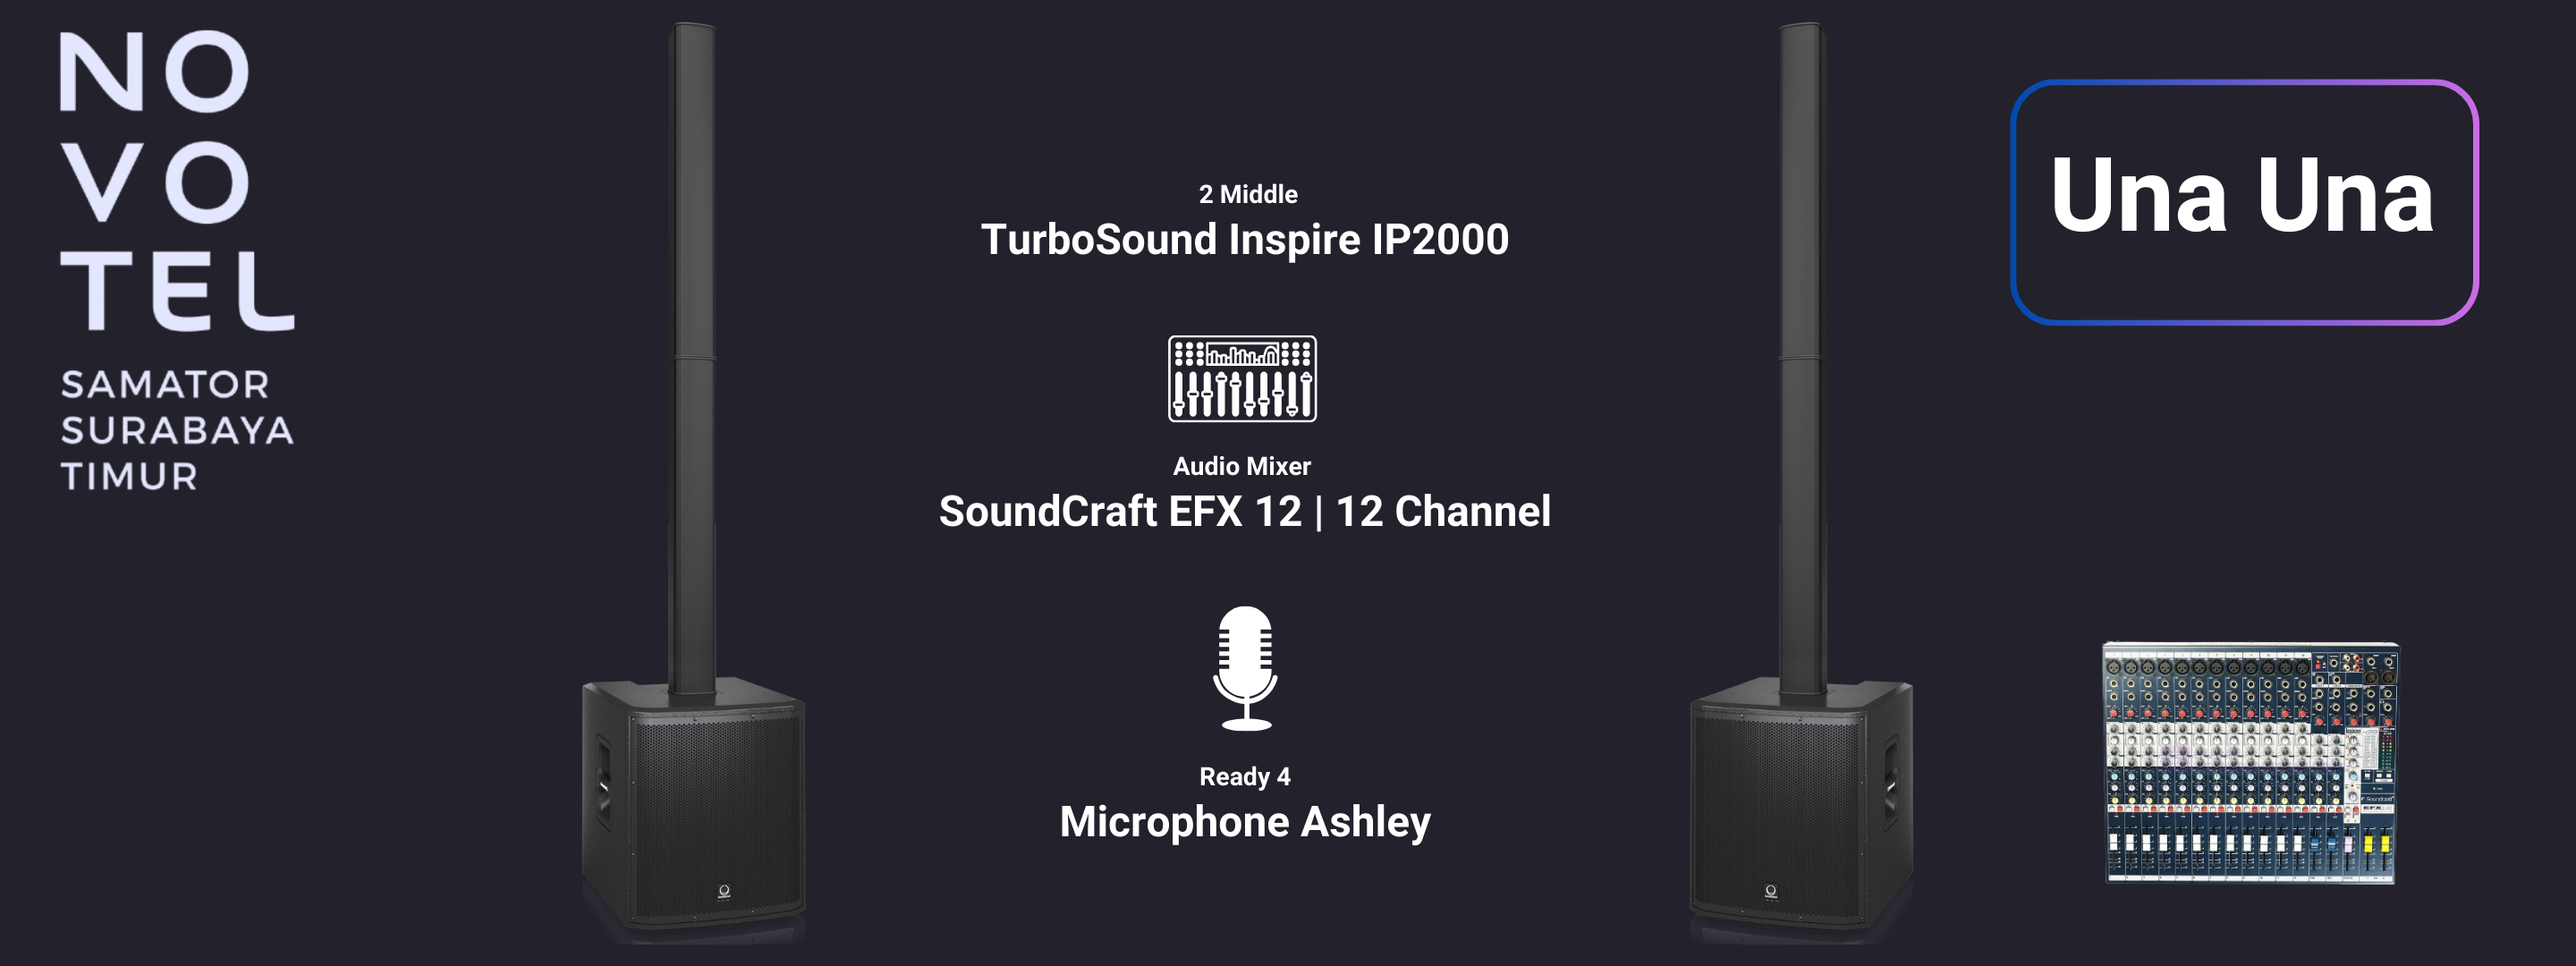 NO
VO
TEL
SAMATOR
SURABAYA
TIMUR
2 Middle
TurboSound Inspire IP2000
Audio Mixer
SoundCraft EFX 12 | 12 Channel
Ready 4
Microphone Ashley
Una Una
Soundcraft